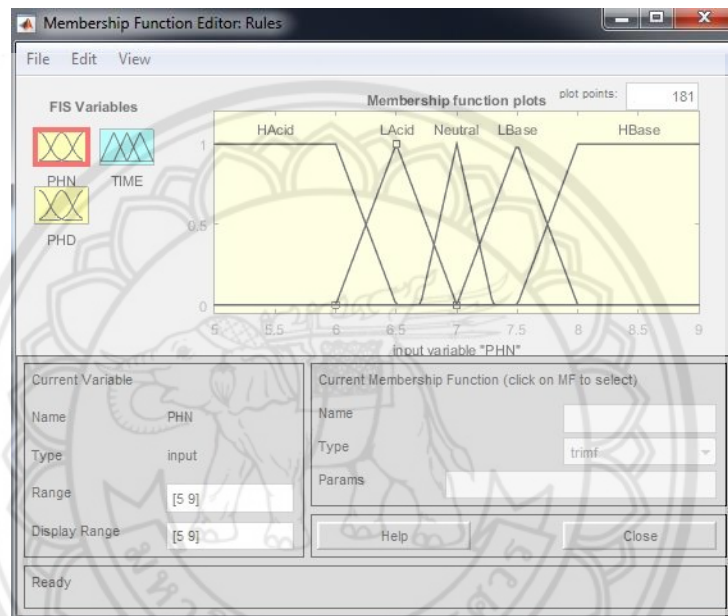 Membership Function Editor: Rules
File Edit View
FIS Variables
Membership function plots
plot points: 181
PHN TIME
PHD
HAcid LAcid Neutral LBase HBase
1
0.5
0
5 5.5 6 6.5 7 7.5 8 8.5 9
input variable "PHN"
Current Variable
Name PHN
Type input
Range [5 9]
Display Range [5 9]
Current Membership Function (click on MF to select)
Name
Type trimf
Params
Help Close
Ready